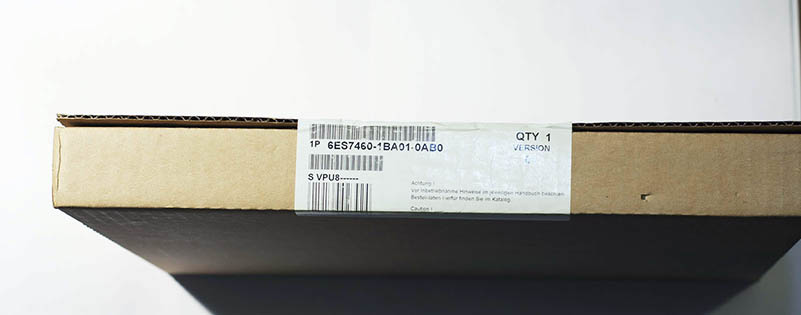 1P 6ES7460-1BA01-0AB0
QTY 1
VERSION
S VPU8------
Achtung !
Vor Inbetriebnahme Hinweise im jeweiligen Handbuch beachten.
Bestelldaten hierfür finden Sie im Katalog.
Caution !